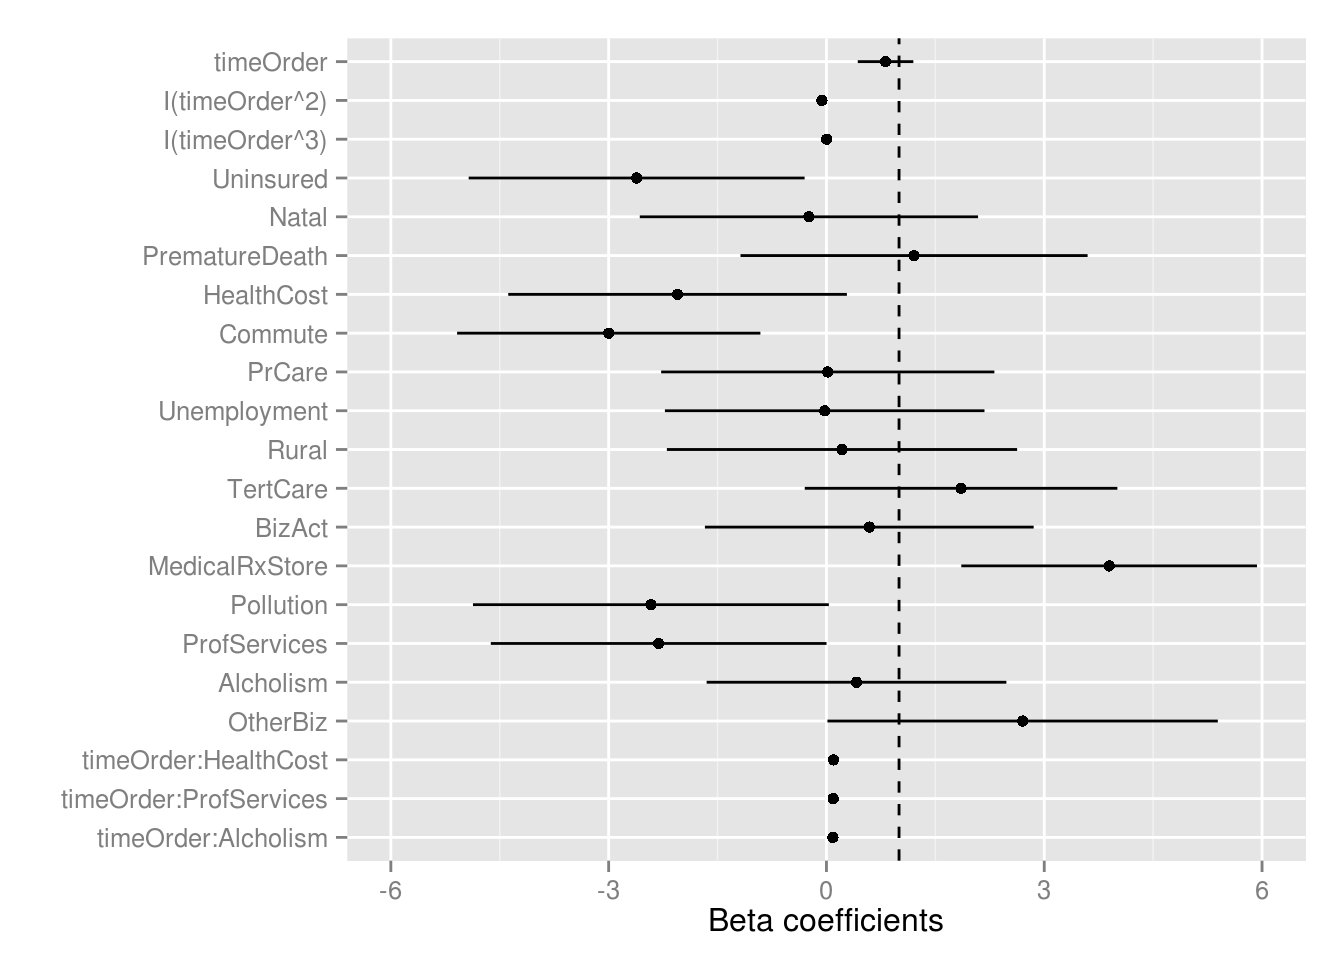 timeOrder
I(timeOrder^2)
I(timeOrder^3)
Uninsured
Natal
PrematureDeath
HealthCost
Commute
PrCare
Unemployment
Rural
TertCare
BizAct
MedicalRxStore
Pollution
ProfServices
Alcholism
OtherBiz
timeOrder:HealthCost
timeOrder:ProfServices
timeOrder:Alcholism
-6 -3 0 3 6
Beta coefficients